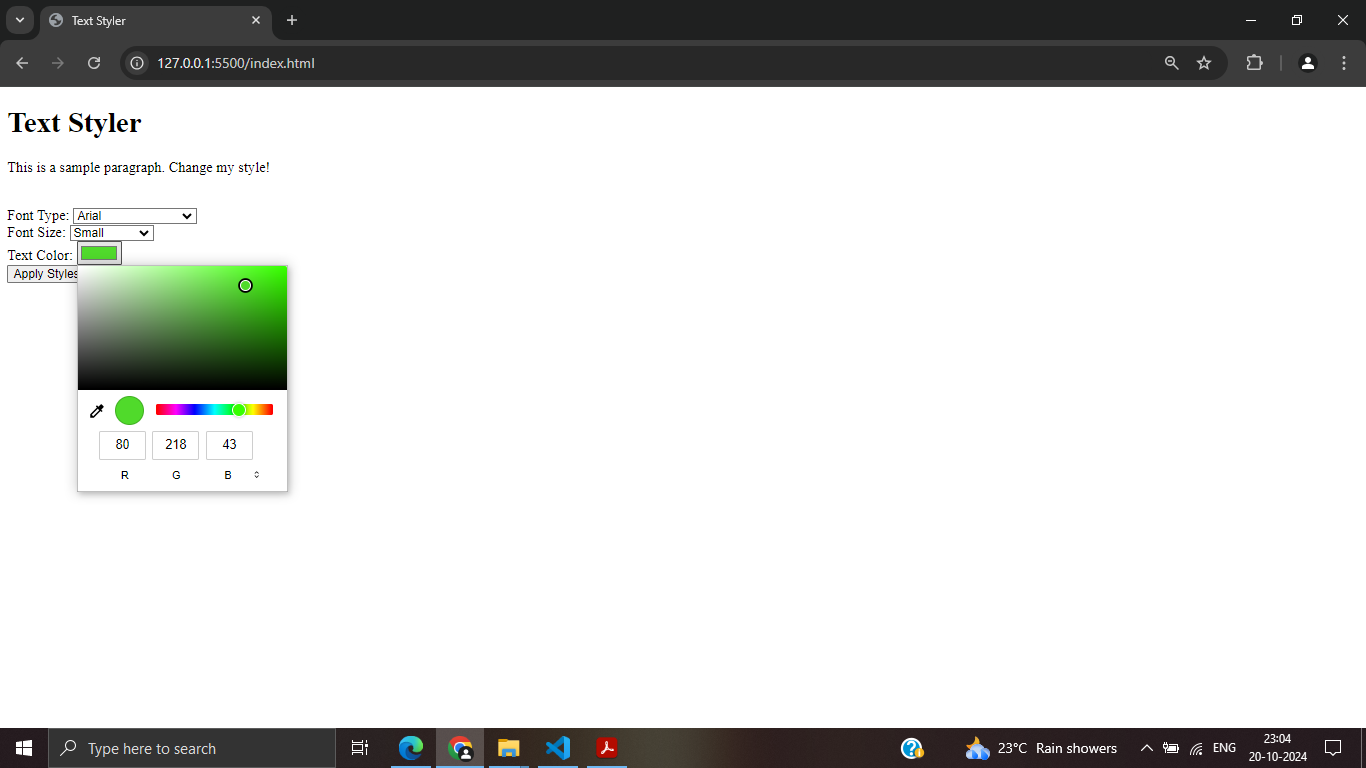 Text Styler
127.0.0.1:5500/index.html
Text Styler
This is a sample paragraph. Change my style!
Font Type: Arial
Font Size: Small
Text Color:
Apply Styles
80 218 43
R G B
Type here to search
23°C Rain showers
ENG
23:04
20-10-2024